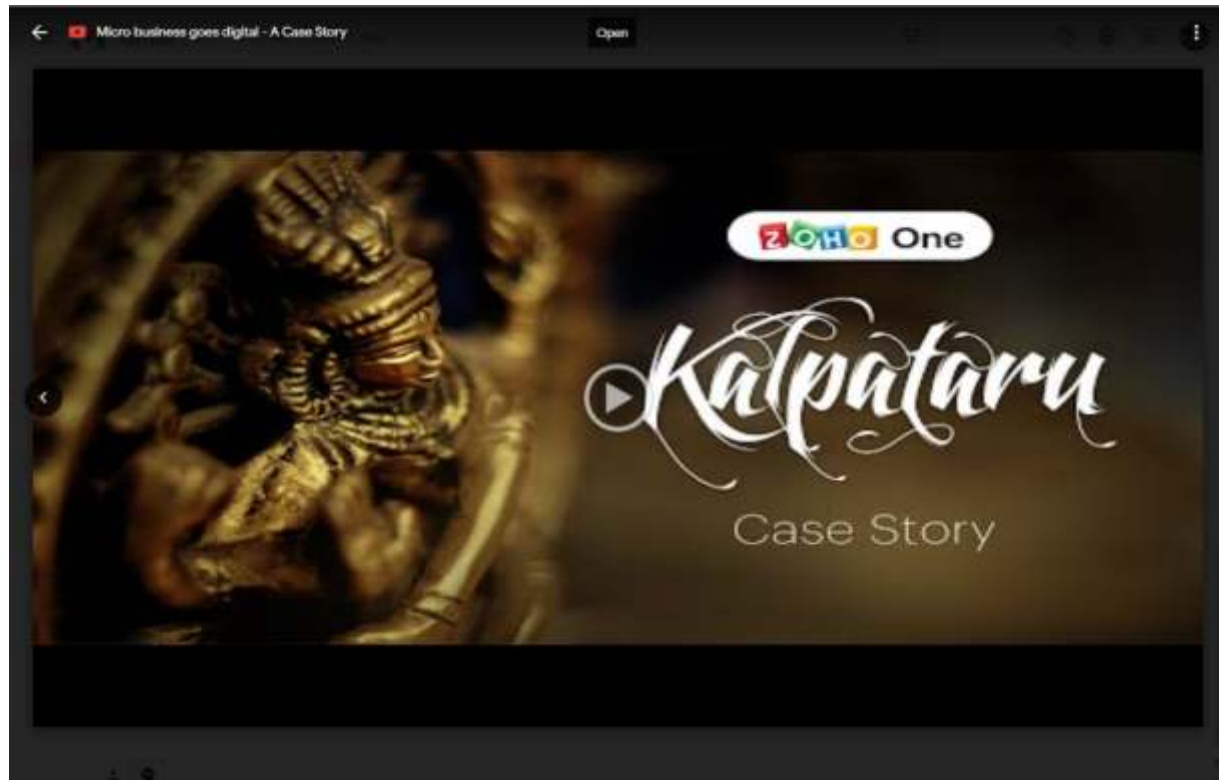 Micro business goes digital - A Case Story
Open
ZOHO One
Kalpataru
Case Story